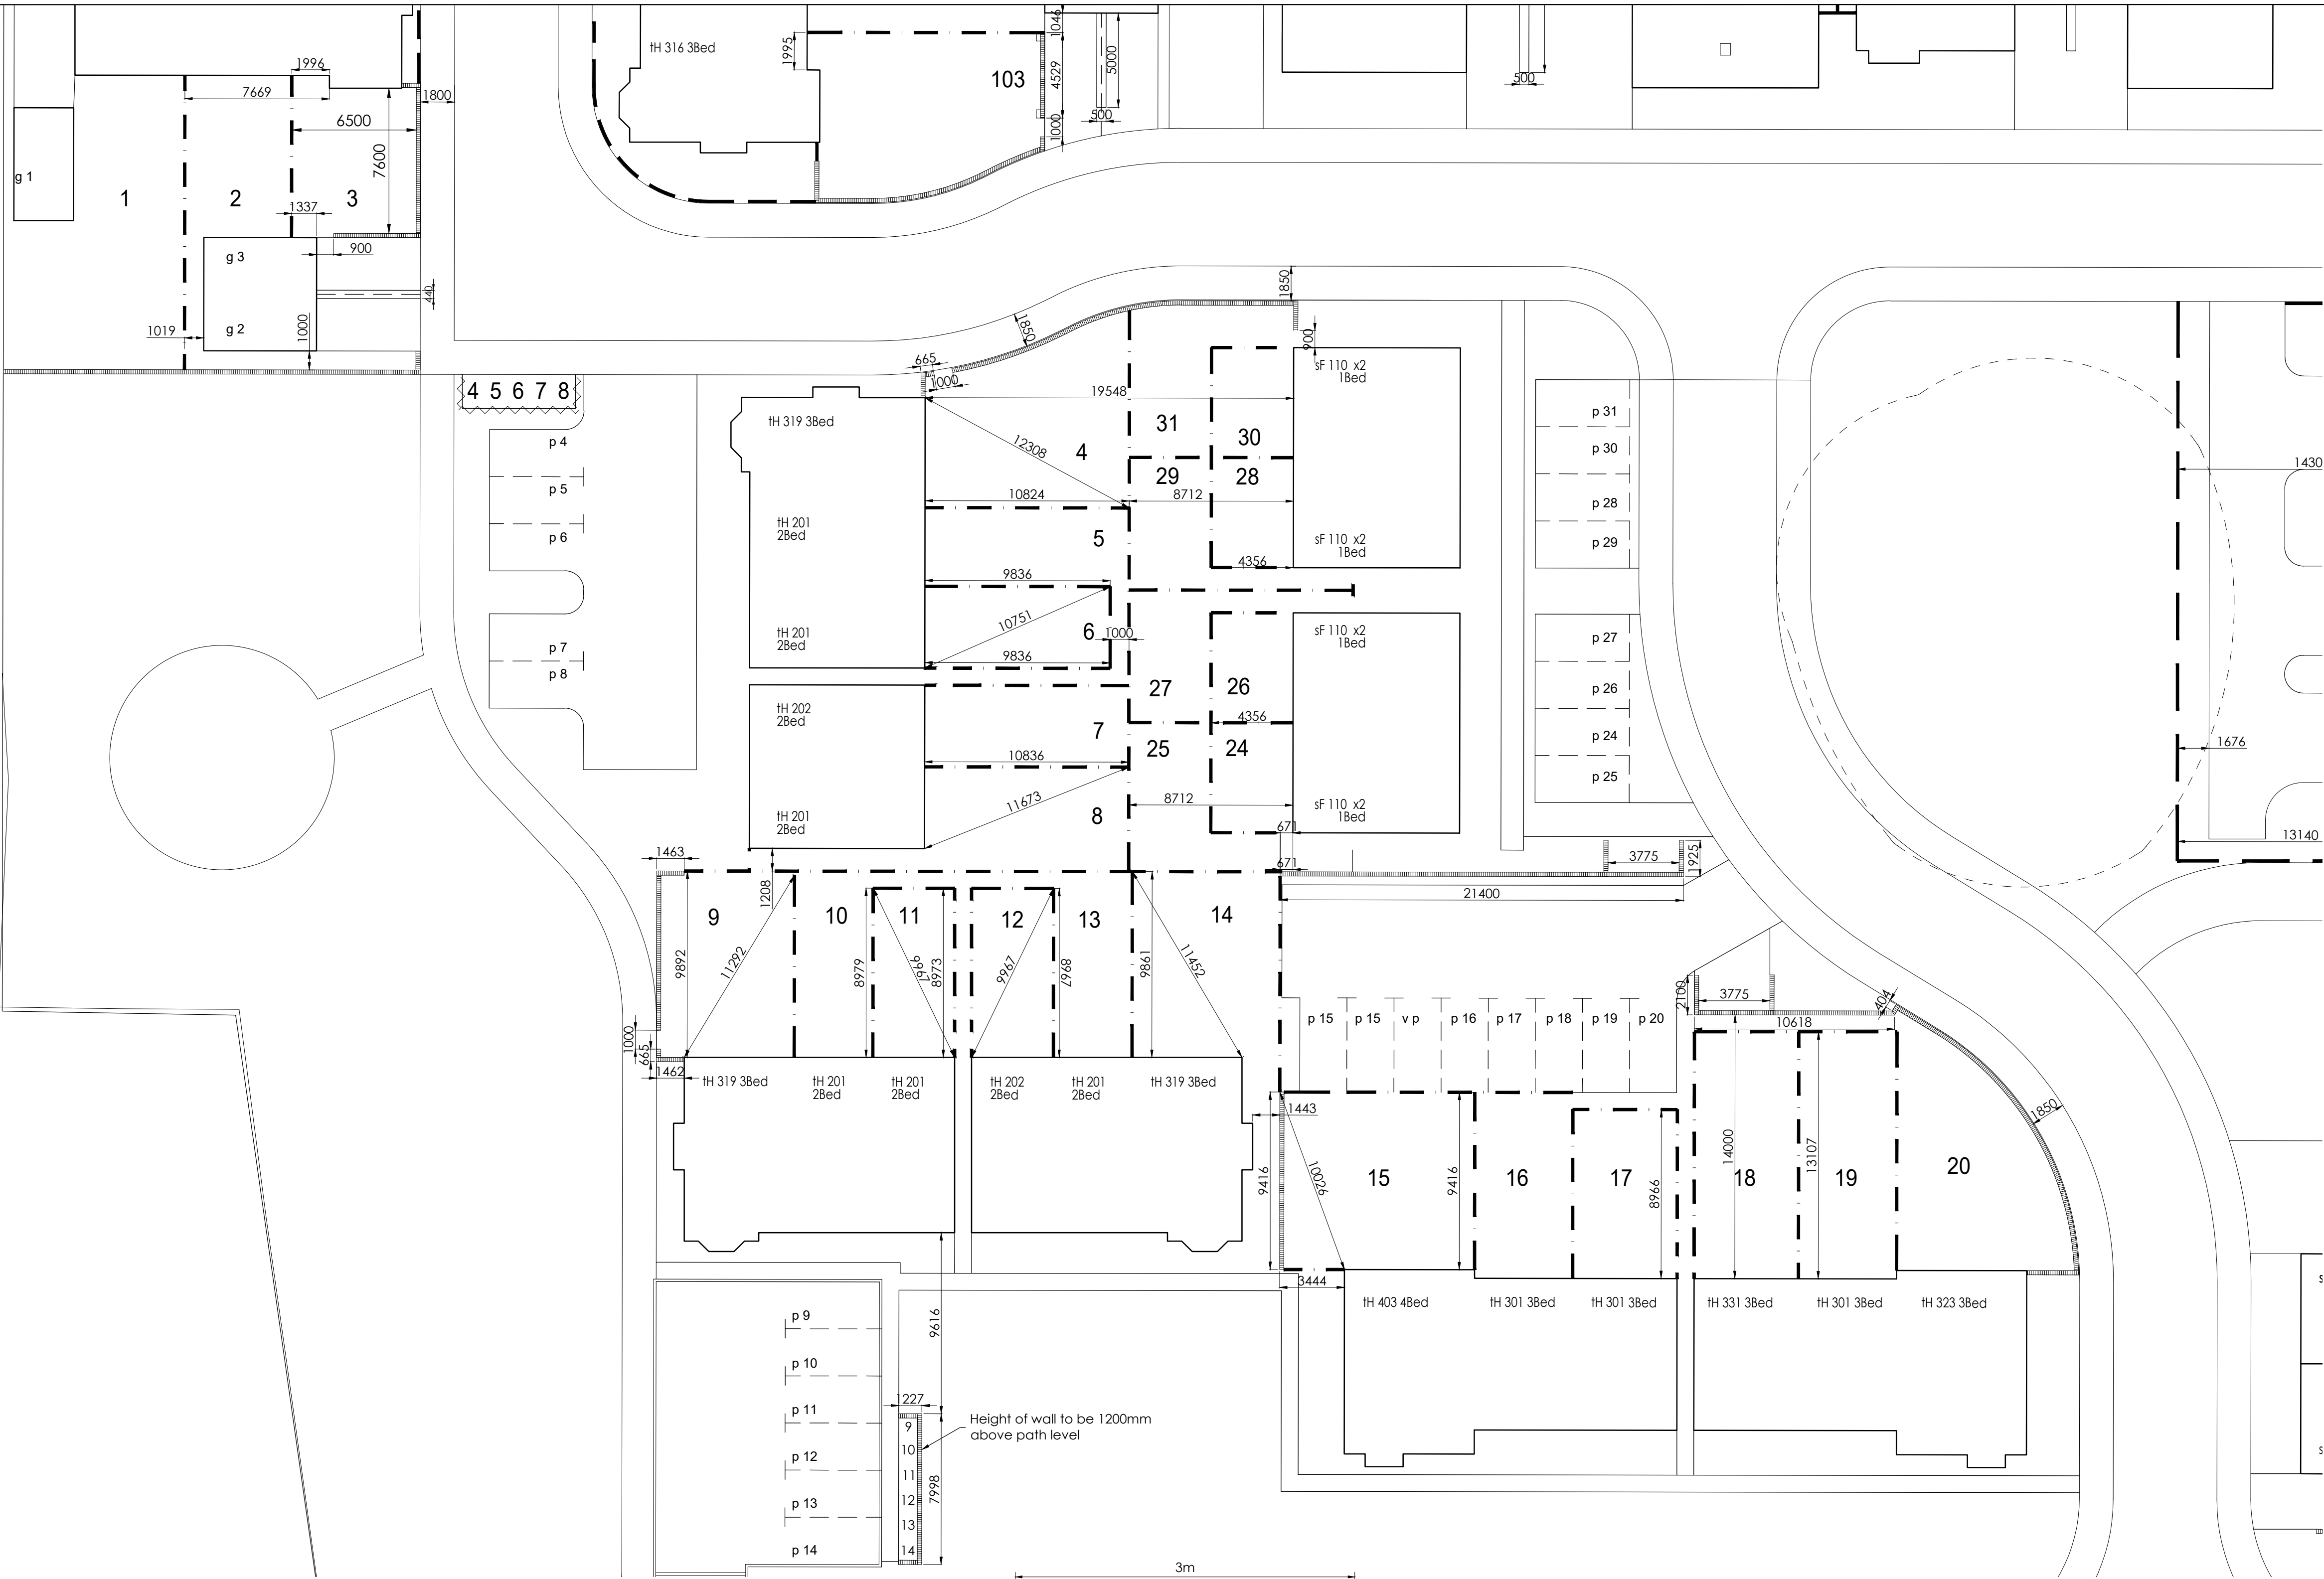 1996
7669
6500
1800
7600
g 1
1
2
3
1337
900
g 3
g 2
440
1019
1000
tH 316 3Bed
1995
103
1046
4529
1000
5000
500
500
1850
1850
900
665
1000
4 5 6 7 8
p 4
p 5
p 6
p 7
p 8
tH 319 3Bed
19548
12308
4
31
30
29
28
10824
8712
sF 110 x2
1Bed
sF 110 x2
1Bed
tH 201
2Bed
5
9836
4356
10751
6
1000
9836
tH 201
2Bed
tH 202
2Bed
7
27
26
4356
25
24
10836
11673
8
8712
tH 201
2Bed
sF 110 x2
1Bed
sF 110 x2
1Bed
671
671
p 31
p 30
p 28
p 29
p 27
p 26
p 24
p 25
1430
1676
13140
3775
1925
21400
1463
1208
9
10
11
12
13
14
9892
11292
8979
9967
8973
9967
8967
9861
11452
1000
665
1462
tH 319 3Bed
tH 201
2Bed
tH 201
2Bed
tH 202
2Bed
tH 201
2Bed
tH 319 3Bed
p 15
p 15
v p
p 16
p 17
p 18
p 19
p 20
2100
3775
10618
404
1443
9416
10026
15
9416
16
17
8966
14000
18
13107
19
20
1850
3444
tH 403 4Bed
tH 301 3Bed
tH 301 3Bed
tH 331 3Bed
tH 301 3Bed
tH 323 3Bed
p 9
p 10
p 11
p 12
p 13
p 14
9616
1227
9
10
11
12
13
14
7998
Height of wall to be 1200mm
above path level
3m